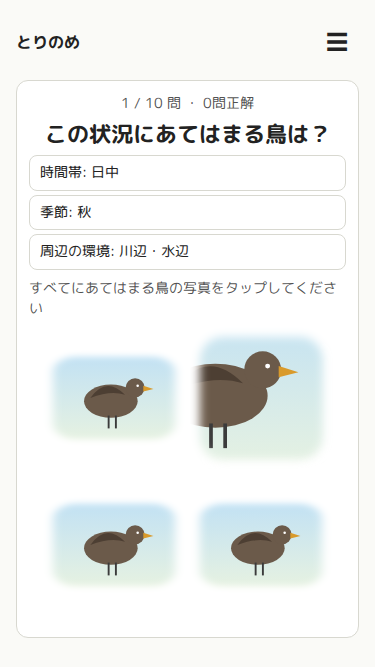 とりのめ
1 / 10 問 · 0問正解
この状況にあてはまる鳥は？
時間帯: 日中
季節: 秋
周辺の環境: 川辺・水辺
すべてにあてはまる鳥の写真をタップしてくださ
い